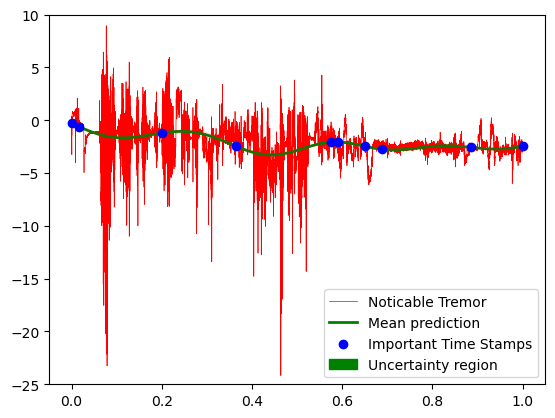 10
5
0
−5
−10
−15
−20
−25
0.0 0.2 0.4 0.6 0.8 1.0
Noticable Tremor
Mean prediction
Important Time Stamps
Uncertainty region